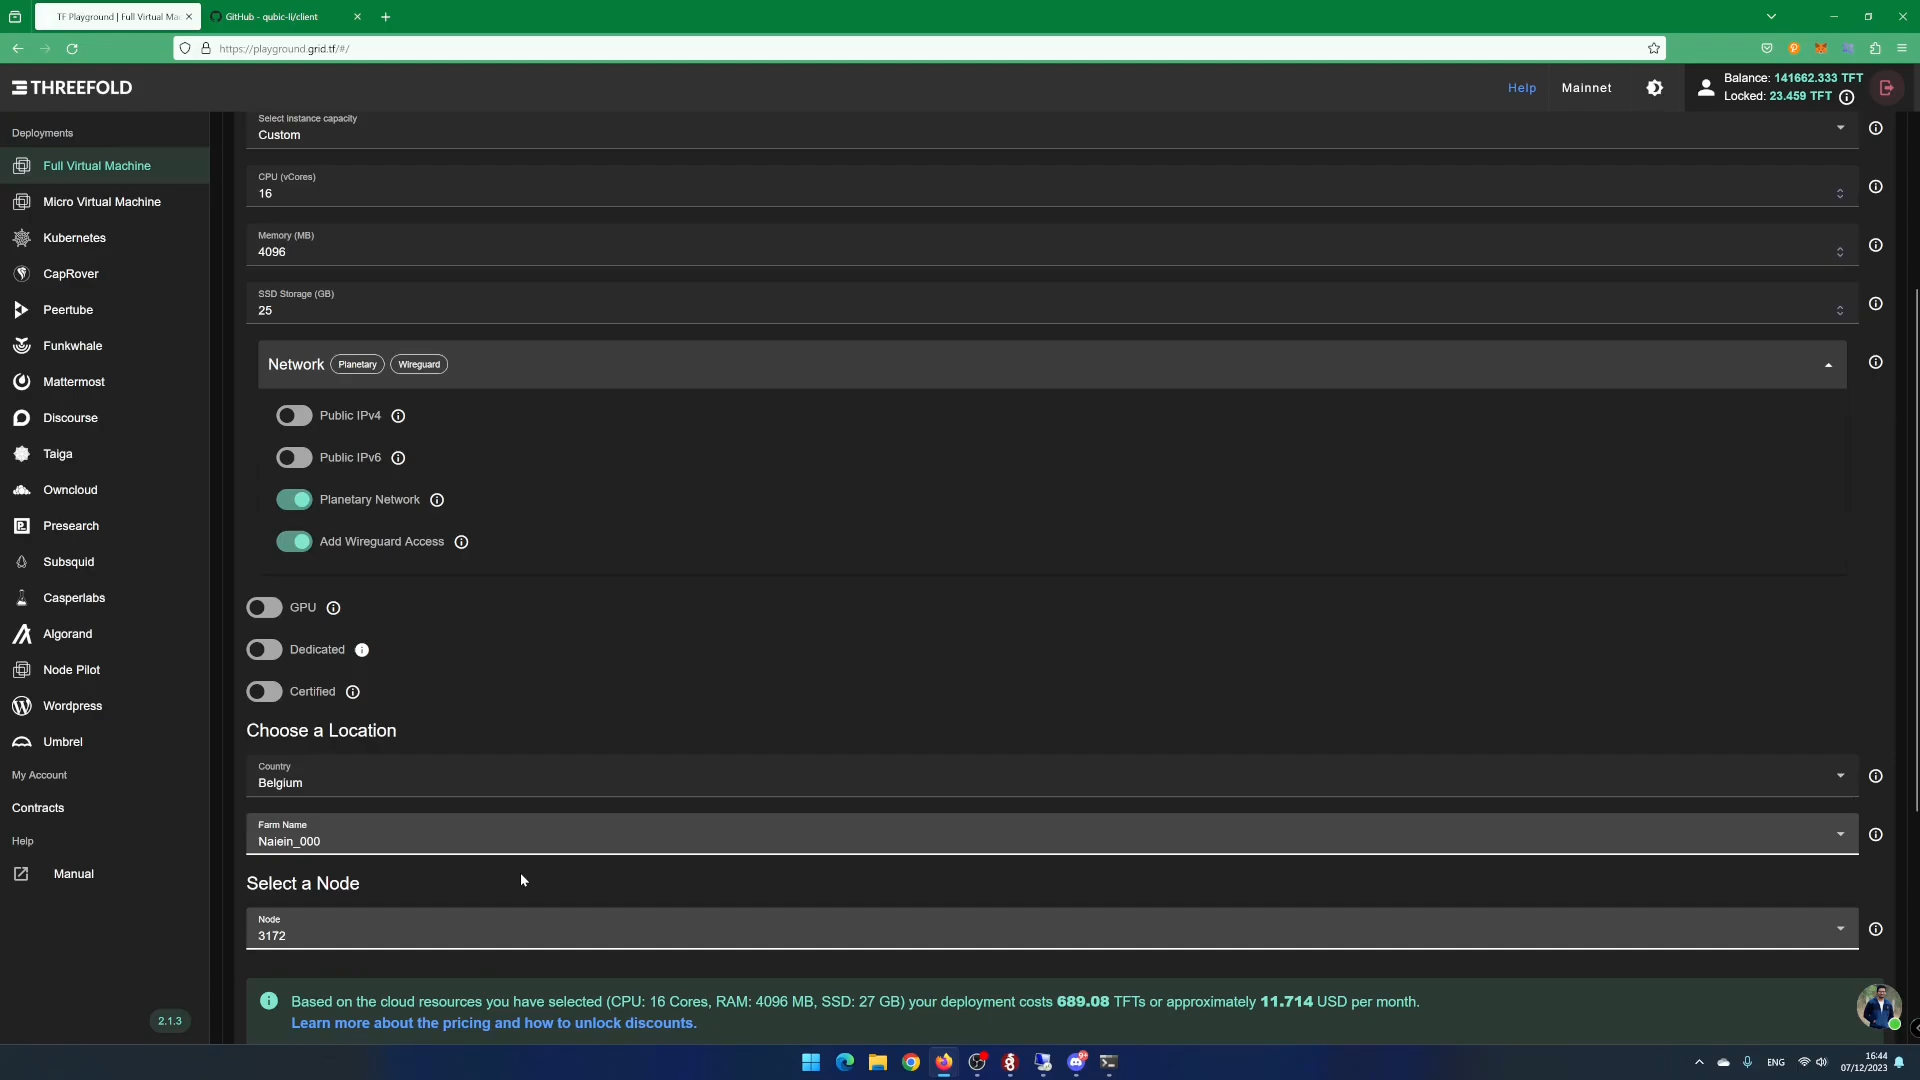 TF Playground | Full Virtual Mac
GitHub - qubic-li/client
https://playground.grid.tf/#/
THREEFOLD
Help
Mainnet
Balance: 141662.333 TFT
Locked: 23.459 TFT
Deployments
Full Virtual Machine
Micro Virtual Machine
Kubernetes
CapRover
Peertube
Funkwhale
Mattermost
Discourse
Taiga
Owncloud
Presearch
Subsquid
Casperlabs
Algorand
Node Pilot
Wordpress
Umbrel
My Account
Contracts
Help
Manual
2.1.3
Select instance capacity
Custom
CPU (vCores)
16
Memory (MB)
4096
SSD Storage (GB)
25
Network Planetary Wireguard
Public IPv4
Public IPv6
Planetary Network
Add Wireguard Access
GPU
Dedicated
Certified
Choose a Location
Country
Belgium
Farm Name
Naiein_000
Select a Node
Node
3172
Based on the cloud resources you have selected (CPU: 16 Cores, RAM: 4096 MB, SSD: 27 GB) your deployment costs 689.08 TFTs or approximately 11.714 USD per month.
Learn more about the pricing and how to unlock discounts.
ENG
16:44
07/12/2023